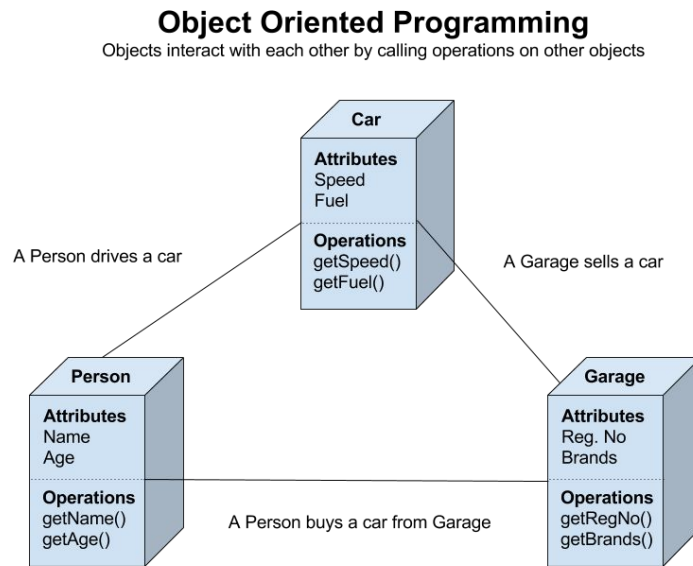 Object Oriented Programming
Objects interact with each other by calling operations on other objects
Car
Attributes
Speed
Fuel
Operations
getSpeed()
getFuel()
A Person drives a car
A Garage sells a car
Person
Attributes
Name
Age
Operations
getName()
getAge()
A Person buys a car from Garage
Garage
Attributes
Reg. No
Brands
Operations
getRegNo()
getBrands()